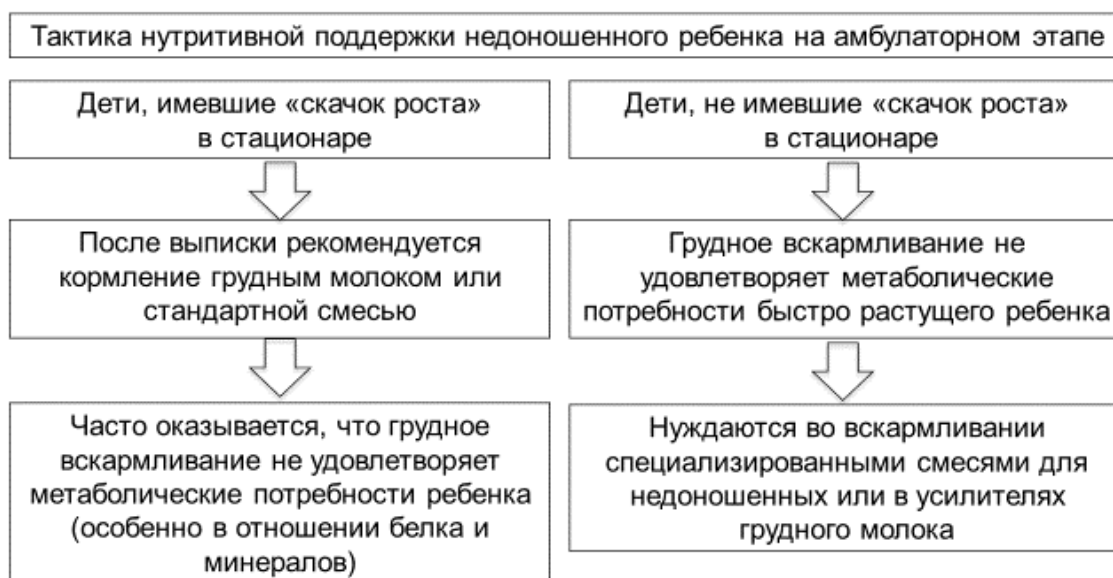 Тактика нутритивной поддержки недоношенного ребенка на амбулаторном этапе
Дети, имевшие «скачок роста»
в стационаре
После выписки рекомендуется
кормление грудным молоком или
стандартной смесью
Часто оказывается, что грудное
вскармливание не удовлетворяет
метаболические потребности ребенка
(особенно в отношении белка и
минералов)
Дети, не имевшие «скачок роста»
в стационаре
Грудное вскармливание не
удовлетворяет метаболические
потребности быстро растущего ребенка
Нуждаются во вскармливании
специализированными смесями для
недоношенных или в усилителях
грудного молока